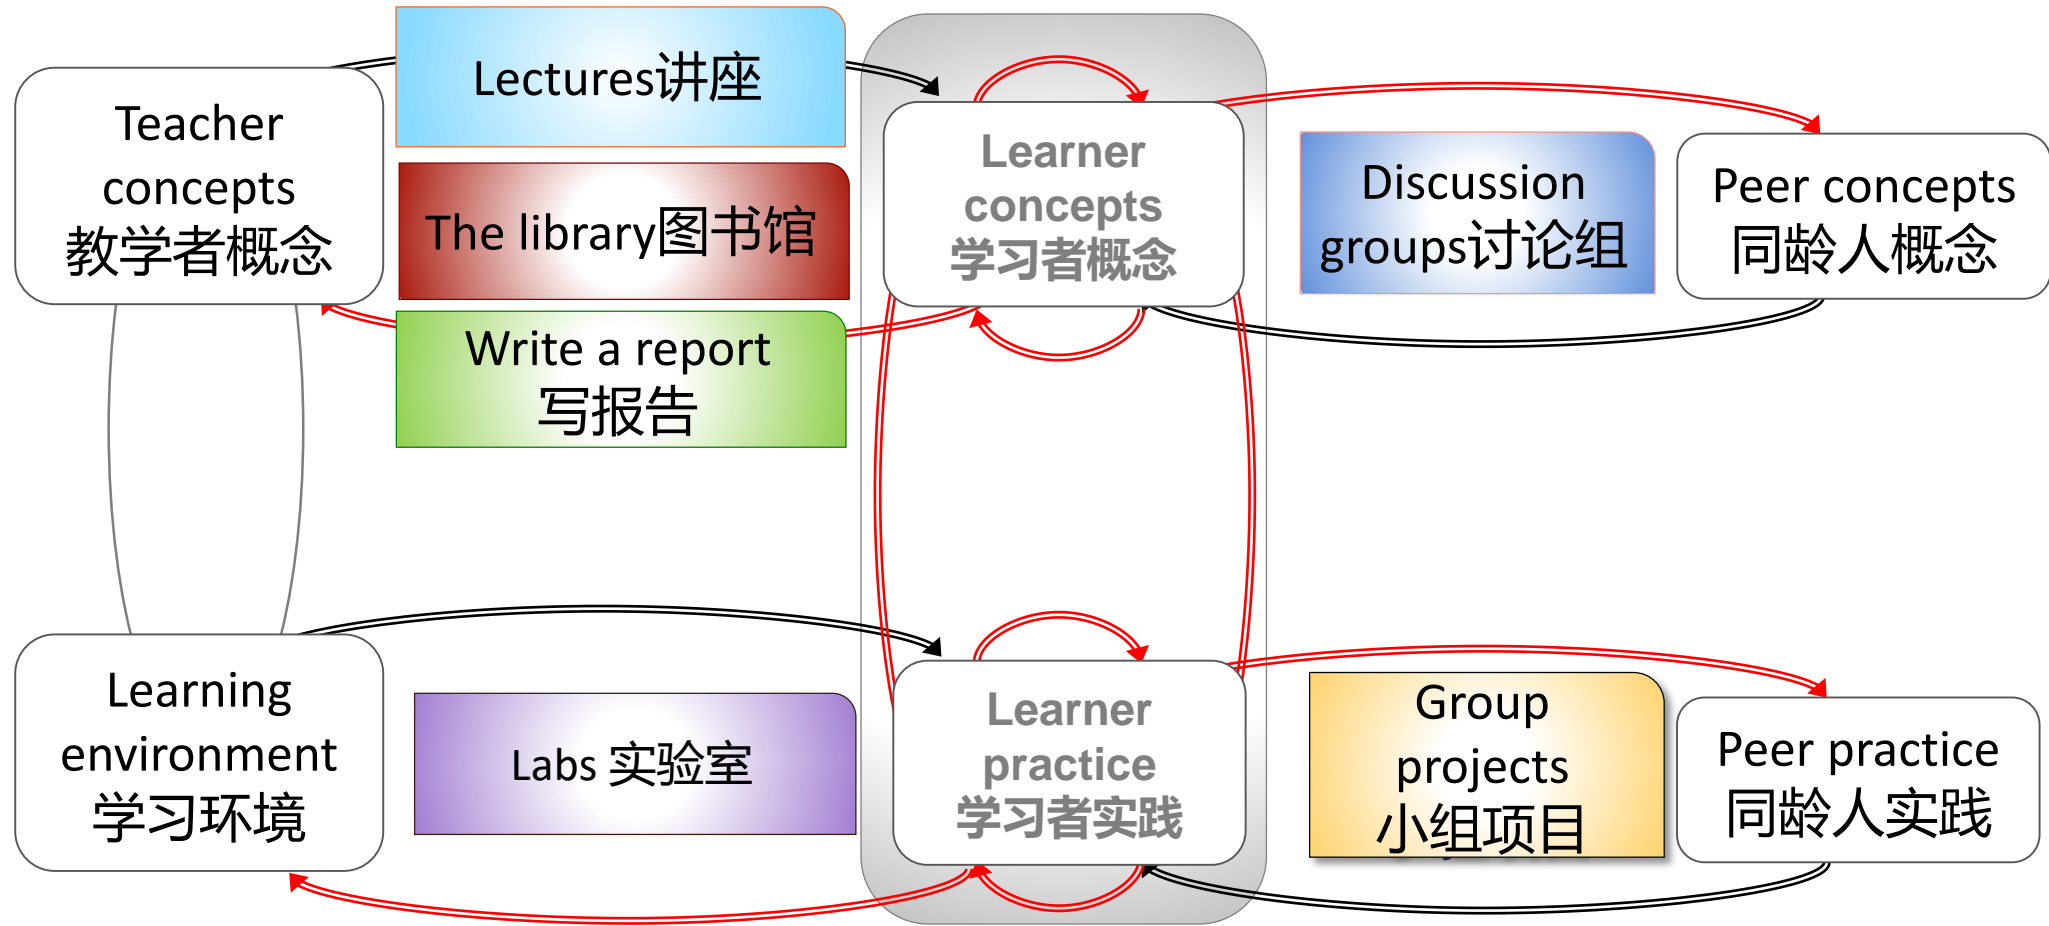 Teacher
concepts
教学者概念
Lectures讲座
The library图书馆
Write a report
写报告
Learner
concepts
学习者概念
Discussion
groups讨论组
Peer concepts
同龄人概念
Learning
environment
学习环境
Labs 实验室
Learner
practice
学习者实践
Group
projects
小组项目
Peer practice
同龄人实践